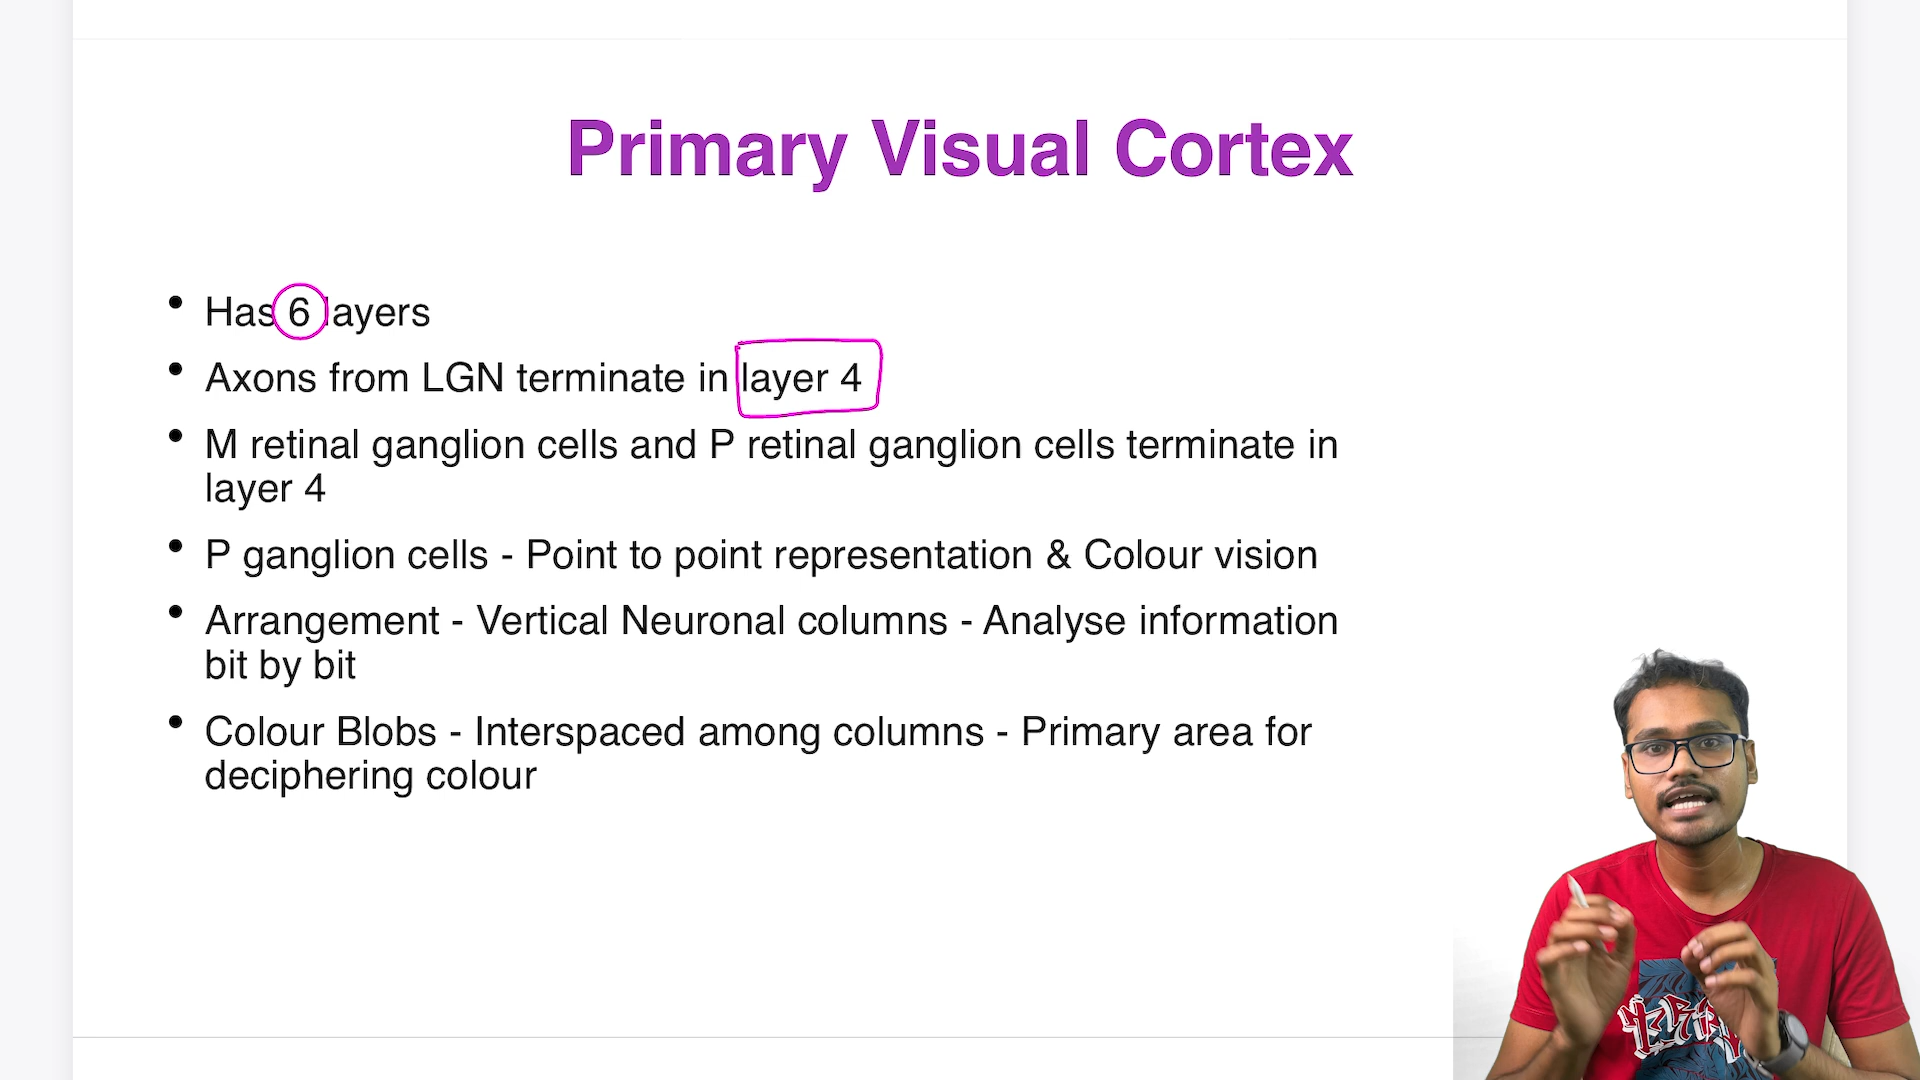 Primary Visual Cortex
• Has 6 layers
• Axons from LGN terminate in layer 4
• M retinal ganglion cells and P retinal ganglion cells terminate in
layer 4
• P ganglion cells - Point to point representation & Colour vision
• Arrangement - Vertical Neuronal columns - Analyse information
bit by bit
• Colour Blobs - Interspaced among columns - Primary area for
deciphering colour